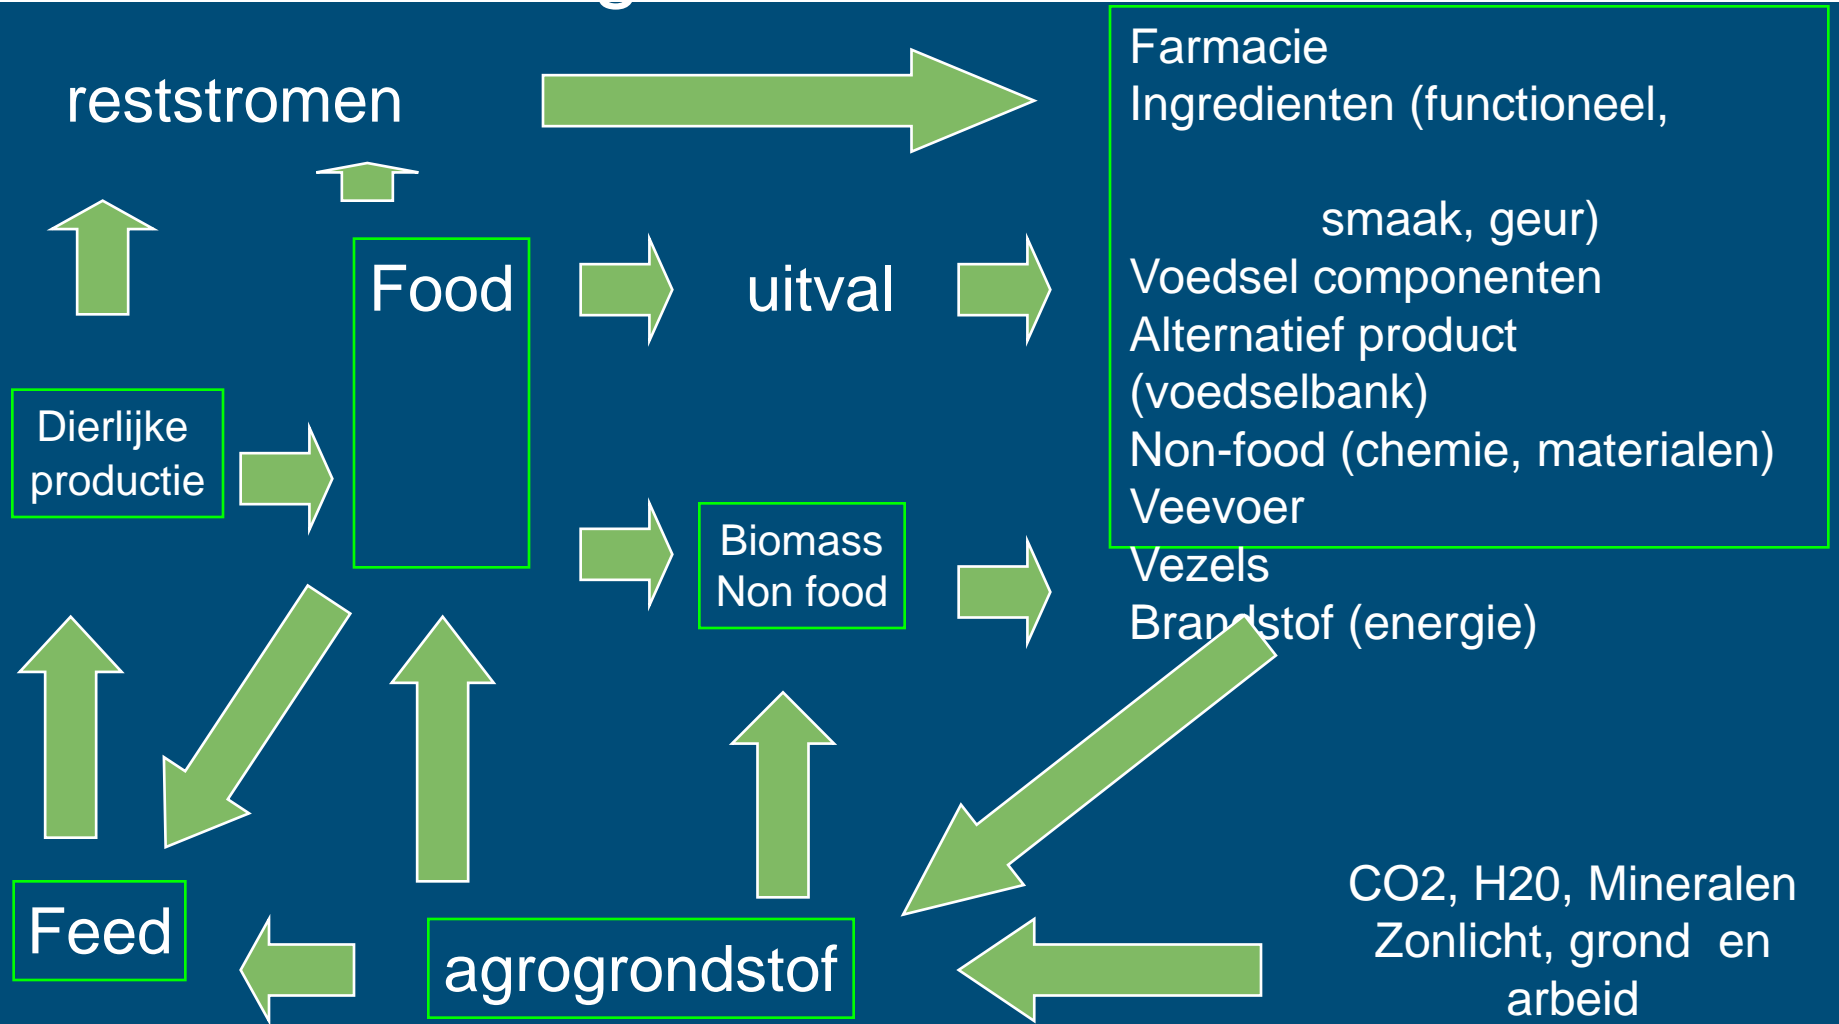 reststromen
Farmacie
Ingredienten (functioneel,
smaak, geur)
Voedsel componenten
Alternatief product
(voedselbank)
Non-food (chemie, materialen)
Veevoer
Vezels
Brandstof (energie)
Food
uitval
Dierlijke
productie
Biomass
Non food
Feed
agrogrondstof
CO2, H20, Mineralen
Zonlicht, grond en
arbeid